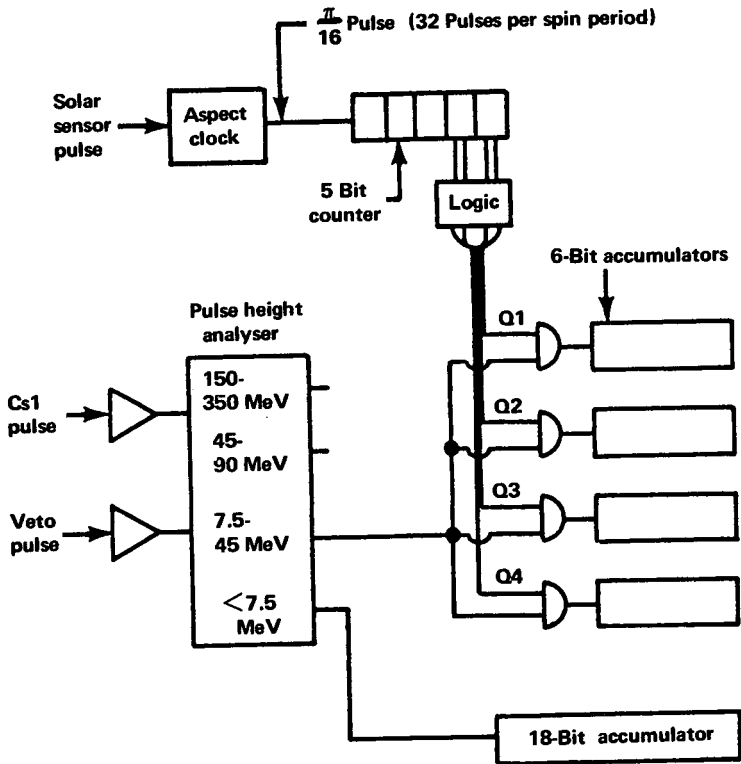 π/16 Pulse (32 Pulses per spin period)
Solar
sensor
pulse
Aspect
clock
5 Bit
counter
Logic
6-Bit accumulators
Pulse height
analyser
Q1
150-
350 MeV
Cs1
pulse
Q2
45-
90 MeV
Q3
Veto
pulse
7.5-
45 MeV
Q4
<7.5
MeV
18-Bit accumulator